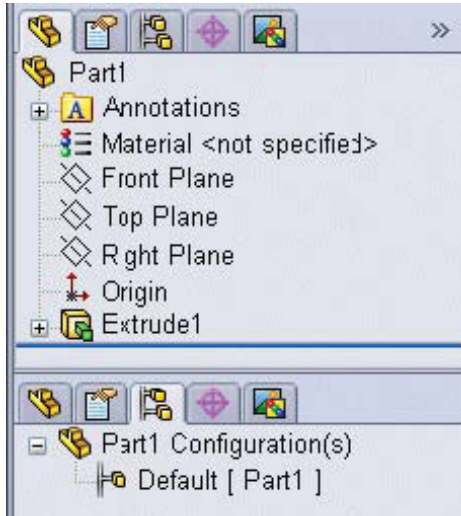 Part1
A Annotations
Material <not specified>
Front Plane
Top Plane
Right Plane
Origin
Extrude1
Part1 Configuration(s)
Default [ Part1 ]